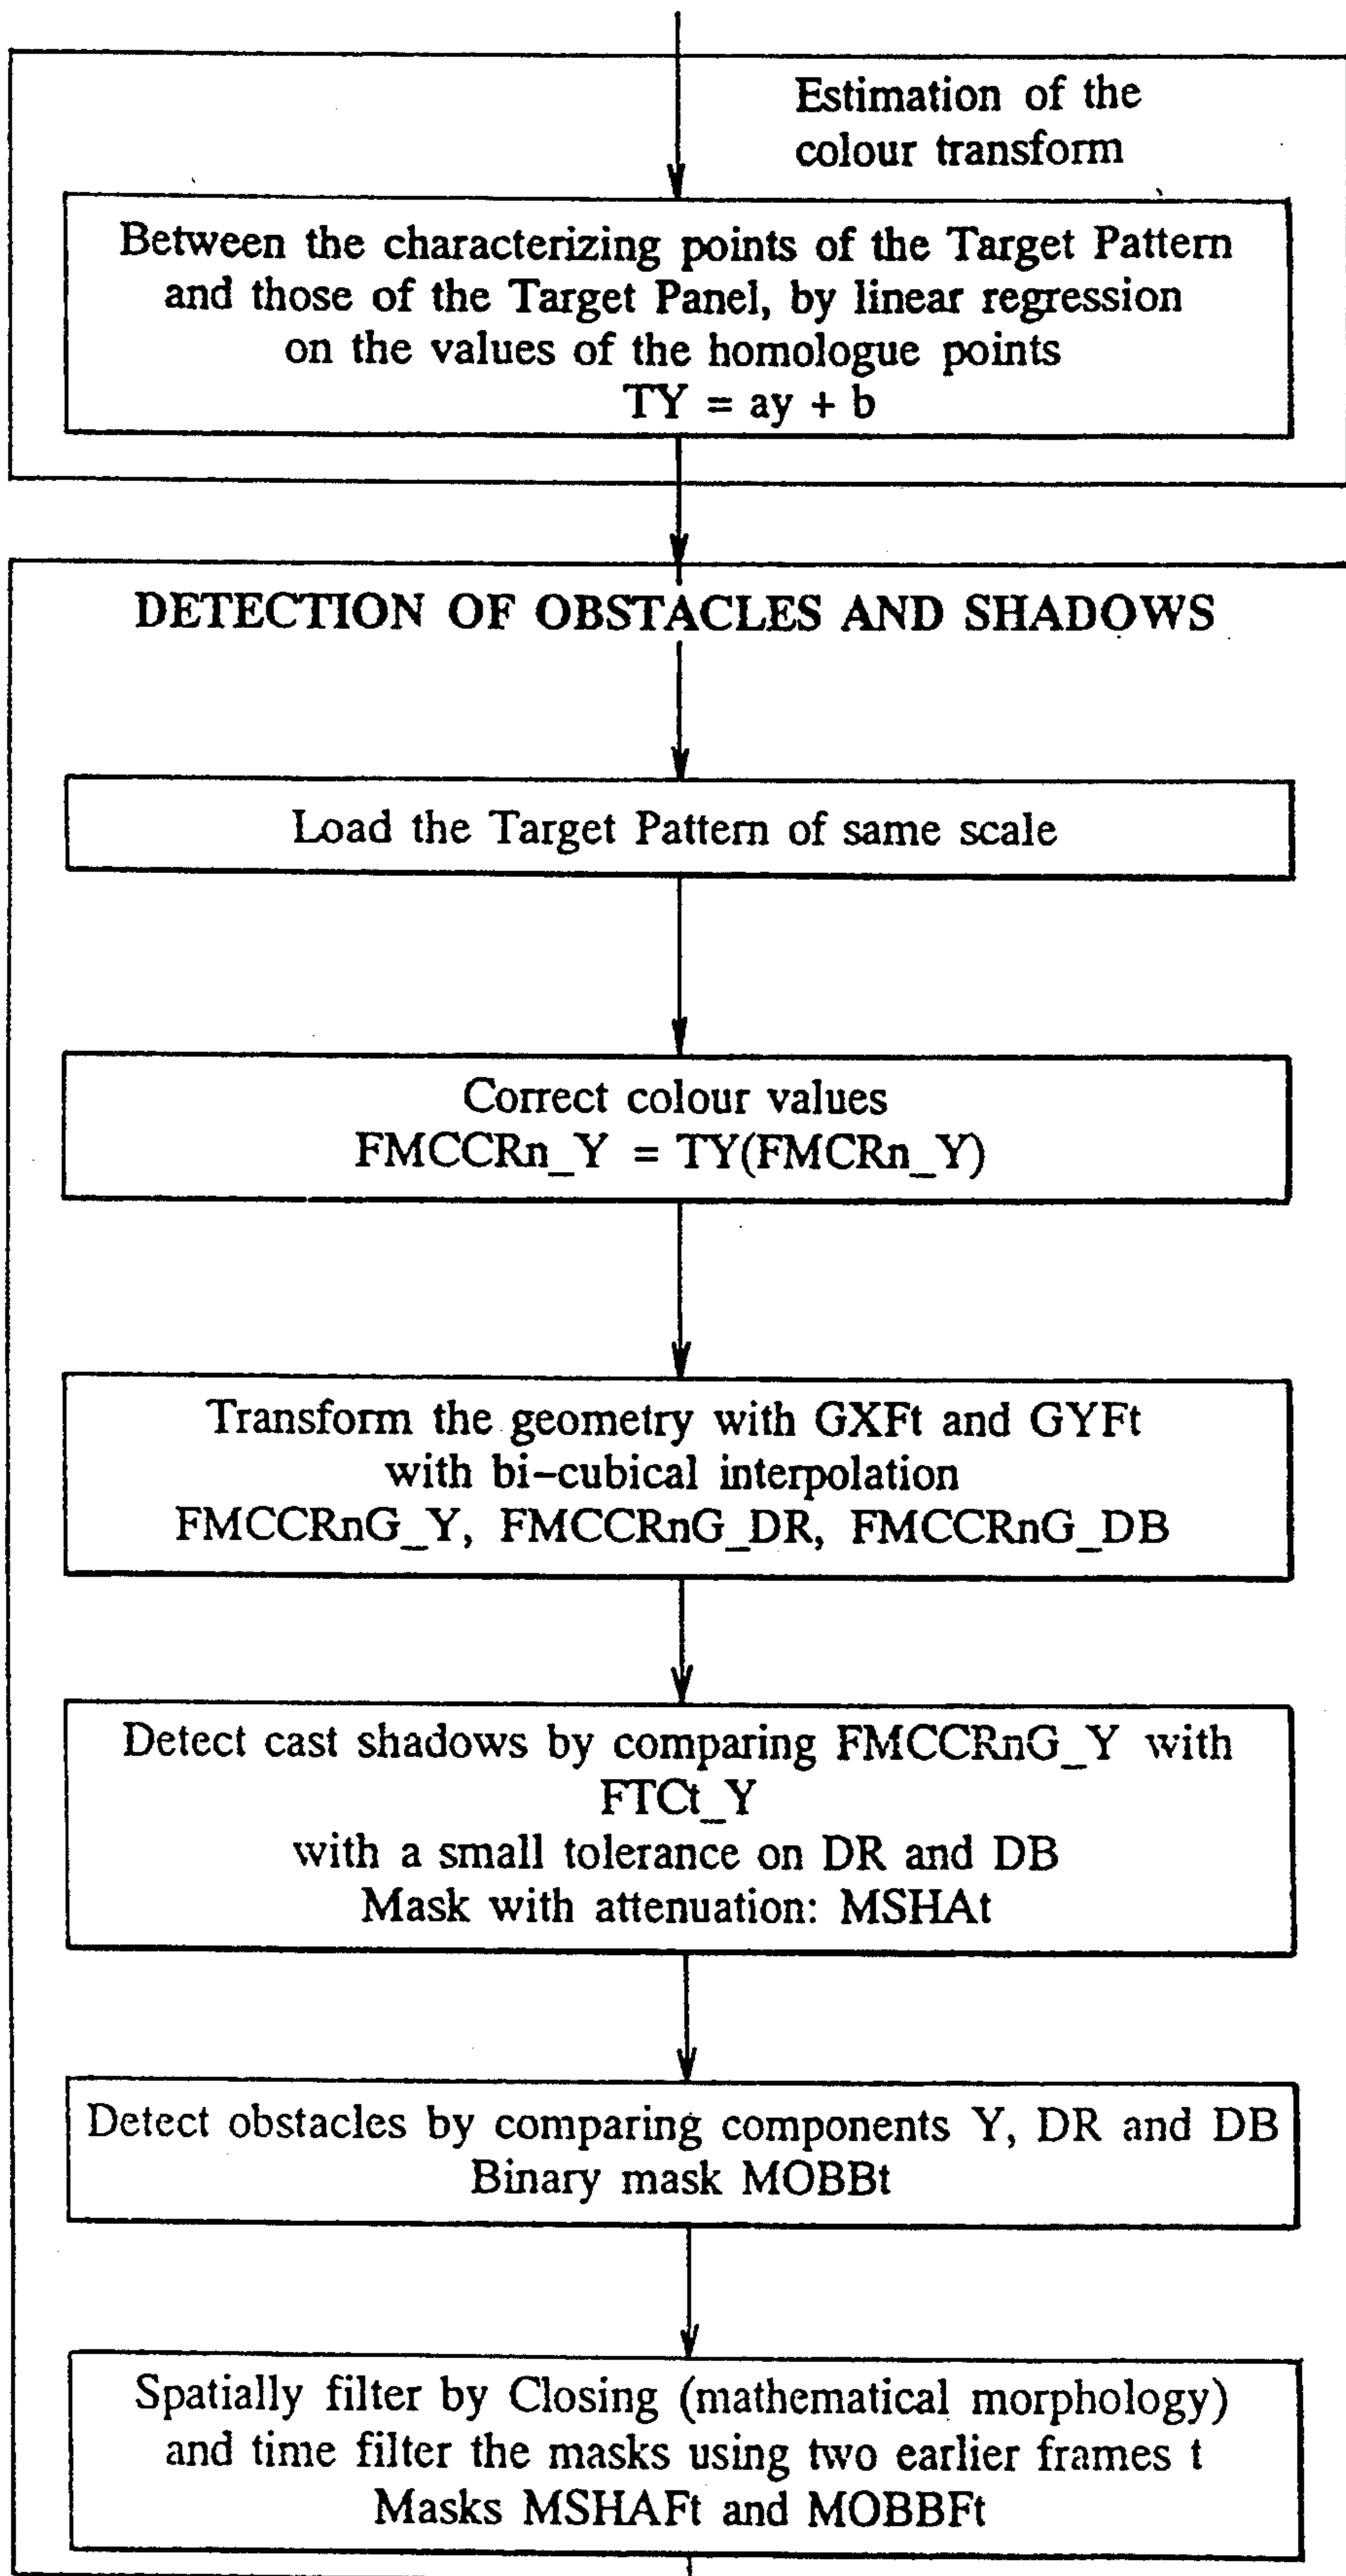 Estimation of the
colour transform
Between the characterizing points of the Target Pattern
and those of the Target Panel, by linear regression
on the values of the homologue points
TY = ay + b
DETECTION OF OBSTACLES AND SHADOWS
Load the Target Pattern of same scale
Correct colour values
FMCCRn_Y = TY(FMCRn_Y)
Transform the geometry with GXFt and GYFt
with bi-cubical interpolation
FMCCRnG_Y, FMCCRnG_DR, FMCCRnG_DB
Detect cast shadows by comparing FMCCRnG_Y with
FTCt_Y
with a small tolerance on DR and DB
Mask with attenuation: MSHAt
Detect obstacles by comparing components Y, DR and DB
Binary mask MOBBt
Spatially filter by Closing (mathematical morphology)
and time filter the masks using two earlier frames t
Masks MSHAFt and MOBBFt